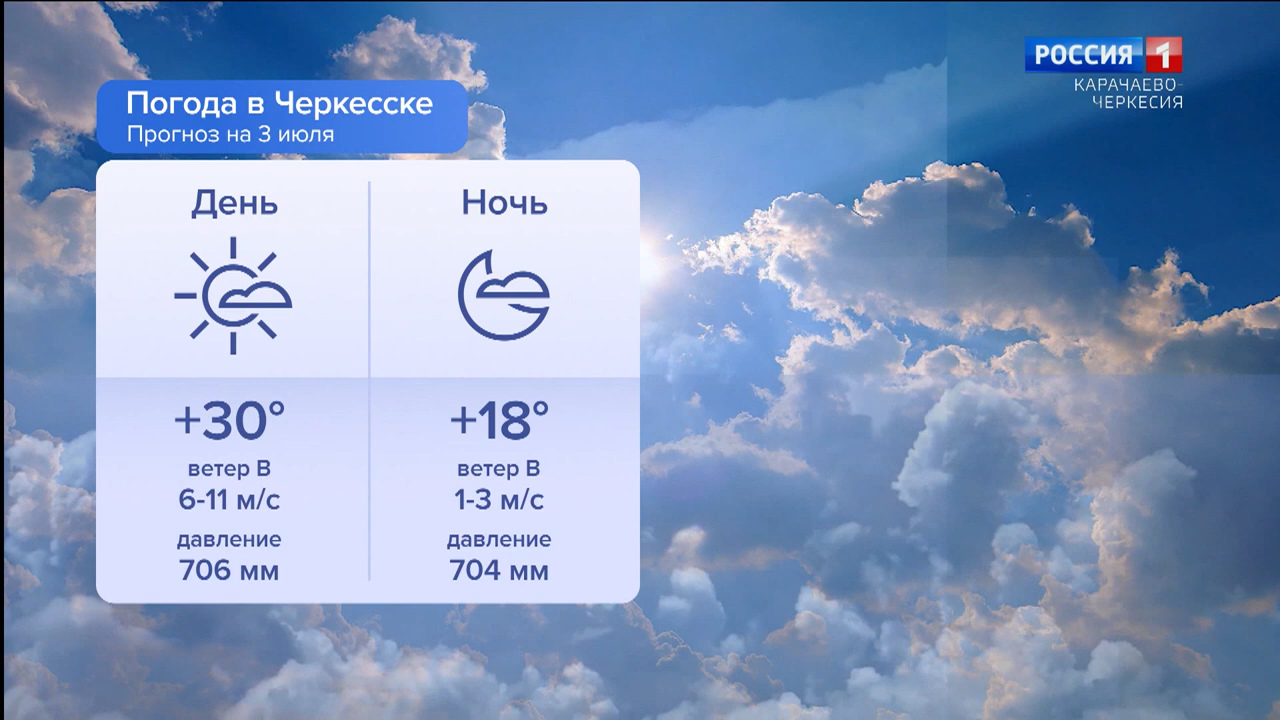 РОССИЯ 1
КАРАЧАЕВО-
ЧЕРКЕСИЯ
Погода в Черкесске
Прогноз на 3 июля
День
Ночь
+30°
+18°
ветер В
ветер В
6-11 м/с
1-3 м/с
давление
давление
706 мм
704 мм